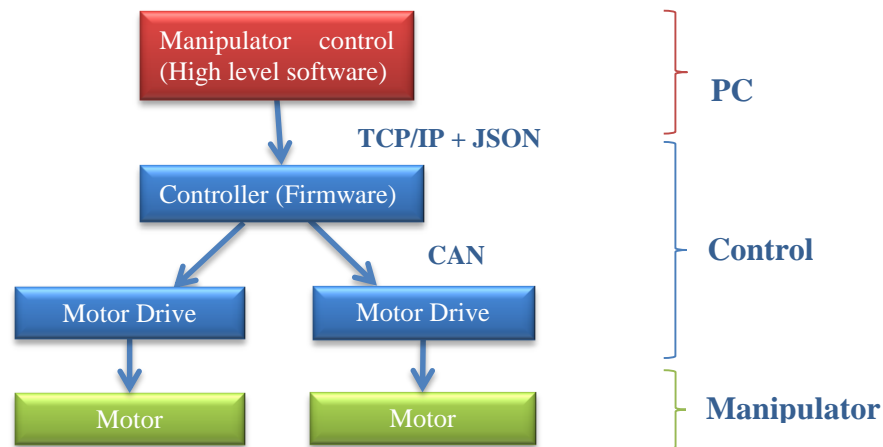 Manipulator control
(High level software)
PC
TCP/IP + JSON
Controller (Firmware)
CAN
Control
Motor Drive
Motor Drive
Motor
Motor
Manipulator